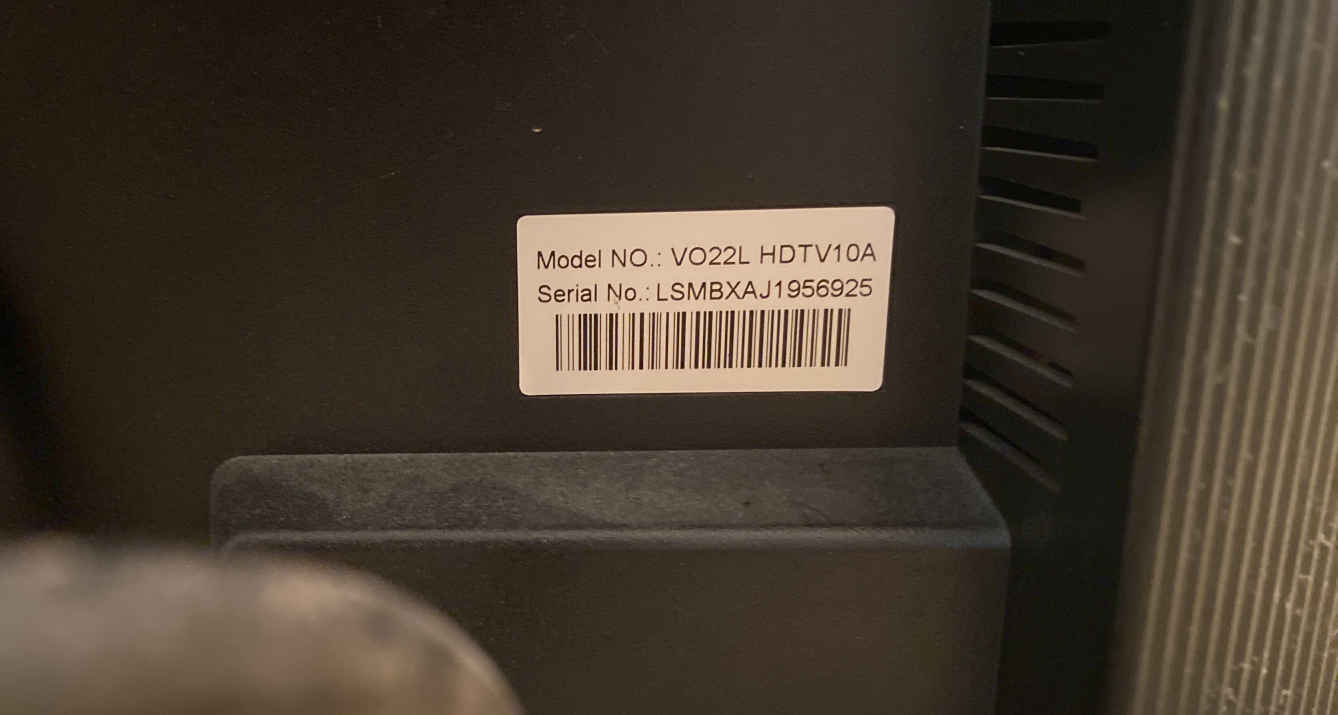 Model NO.: VO22L HDTV10A
Serial No.: LSMBXAJ1956925